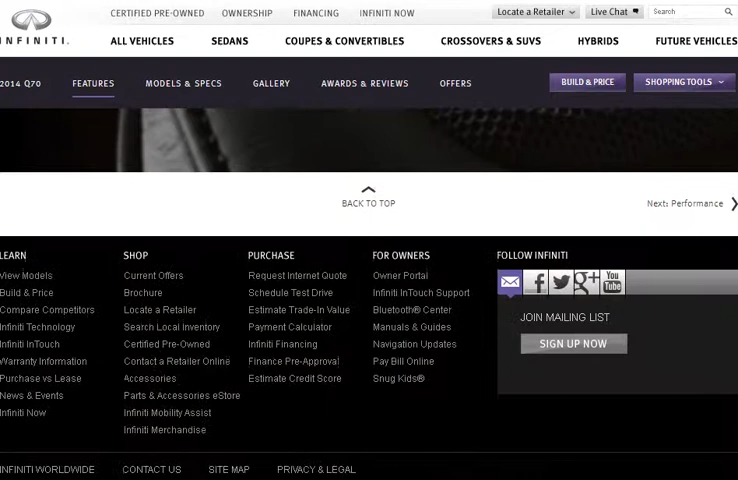 CERTIFIED PRE-OWNED OWNERSHIP FINANCING INFINITI NOW Locate a Retailer Live Chat Search
INFINITI.
ALL VEHICLES SEDANS COUPES & CONVERTIBLES CROSSOVERS & SUVS HYBRIDS FUTURE VEHICLES
2014 Q70 FEATURES MODELS & SPECS GALLERY AWARDS & REVIEWS OFFERS BUILD & PRICE SHOPPING TOOLS
BACK TO TOP
Next: Performance
LEARN
View Models
Build & Price
Compare Competitors
Infiniti Technology
Infiniti InTouch
Warranty Information
Purchase vs Lease
News & Events
Infiniti Now
SHOP
Current Offers
Brochure
Locate a Retailer
Search Local Inventory
Certified Pre-Owned
Contact a Retailer Online
Accessories
Parts & Accessories eStore
Infiniti Mobility Assist
Infiniti Merchandise
PURCHASE
Request Internet Quote
Schedule Test Drive
Estimate Trade-In Value
Payment Calculator
Infiniti Financing
Finance Pre-Approval
Estimate Credit Score
FOR OWNERS
Owner Portal
Infiniti InTouch Support
Bluetooth® Center
Manuals & Guides
Navigation Updates
Pay Bill Online
Snug Kids®
FOLLOW INFINITI
f g+ You Tube
JOIN MAILING LIST
SIGN UP NOW
INFINITI WORLDWIDE CONTACT US SITE MAP PRIVACY & LEGAL